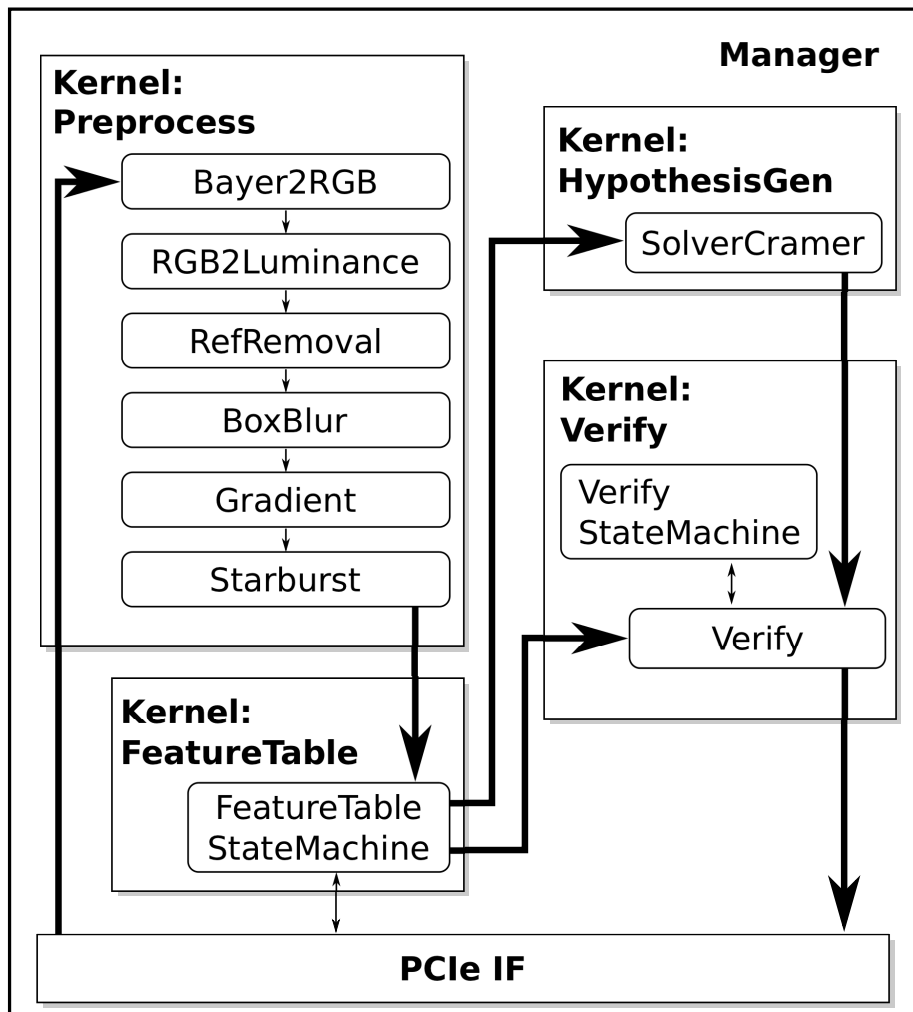 Manager
Kernel:
Preprocess
Bayer2RGB
RGB2Luminance
RefRemoval
BoxBlur
Gradient
Starburst
Kernel:
FeatureTable
FeatureTable
StateMachine
Kernel:
HypothesisGen
SolverCramer
Kernel:
Verify
Verify
StateMachine
Verify
PCIe IF